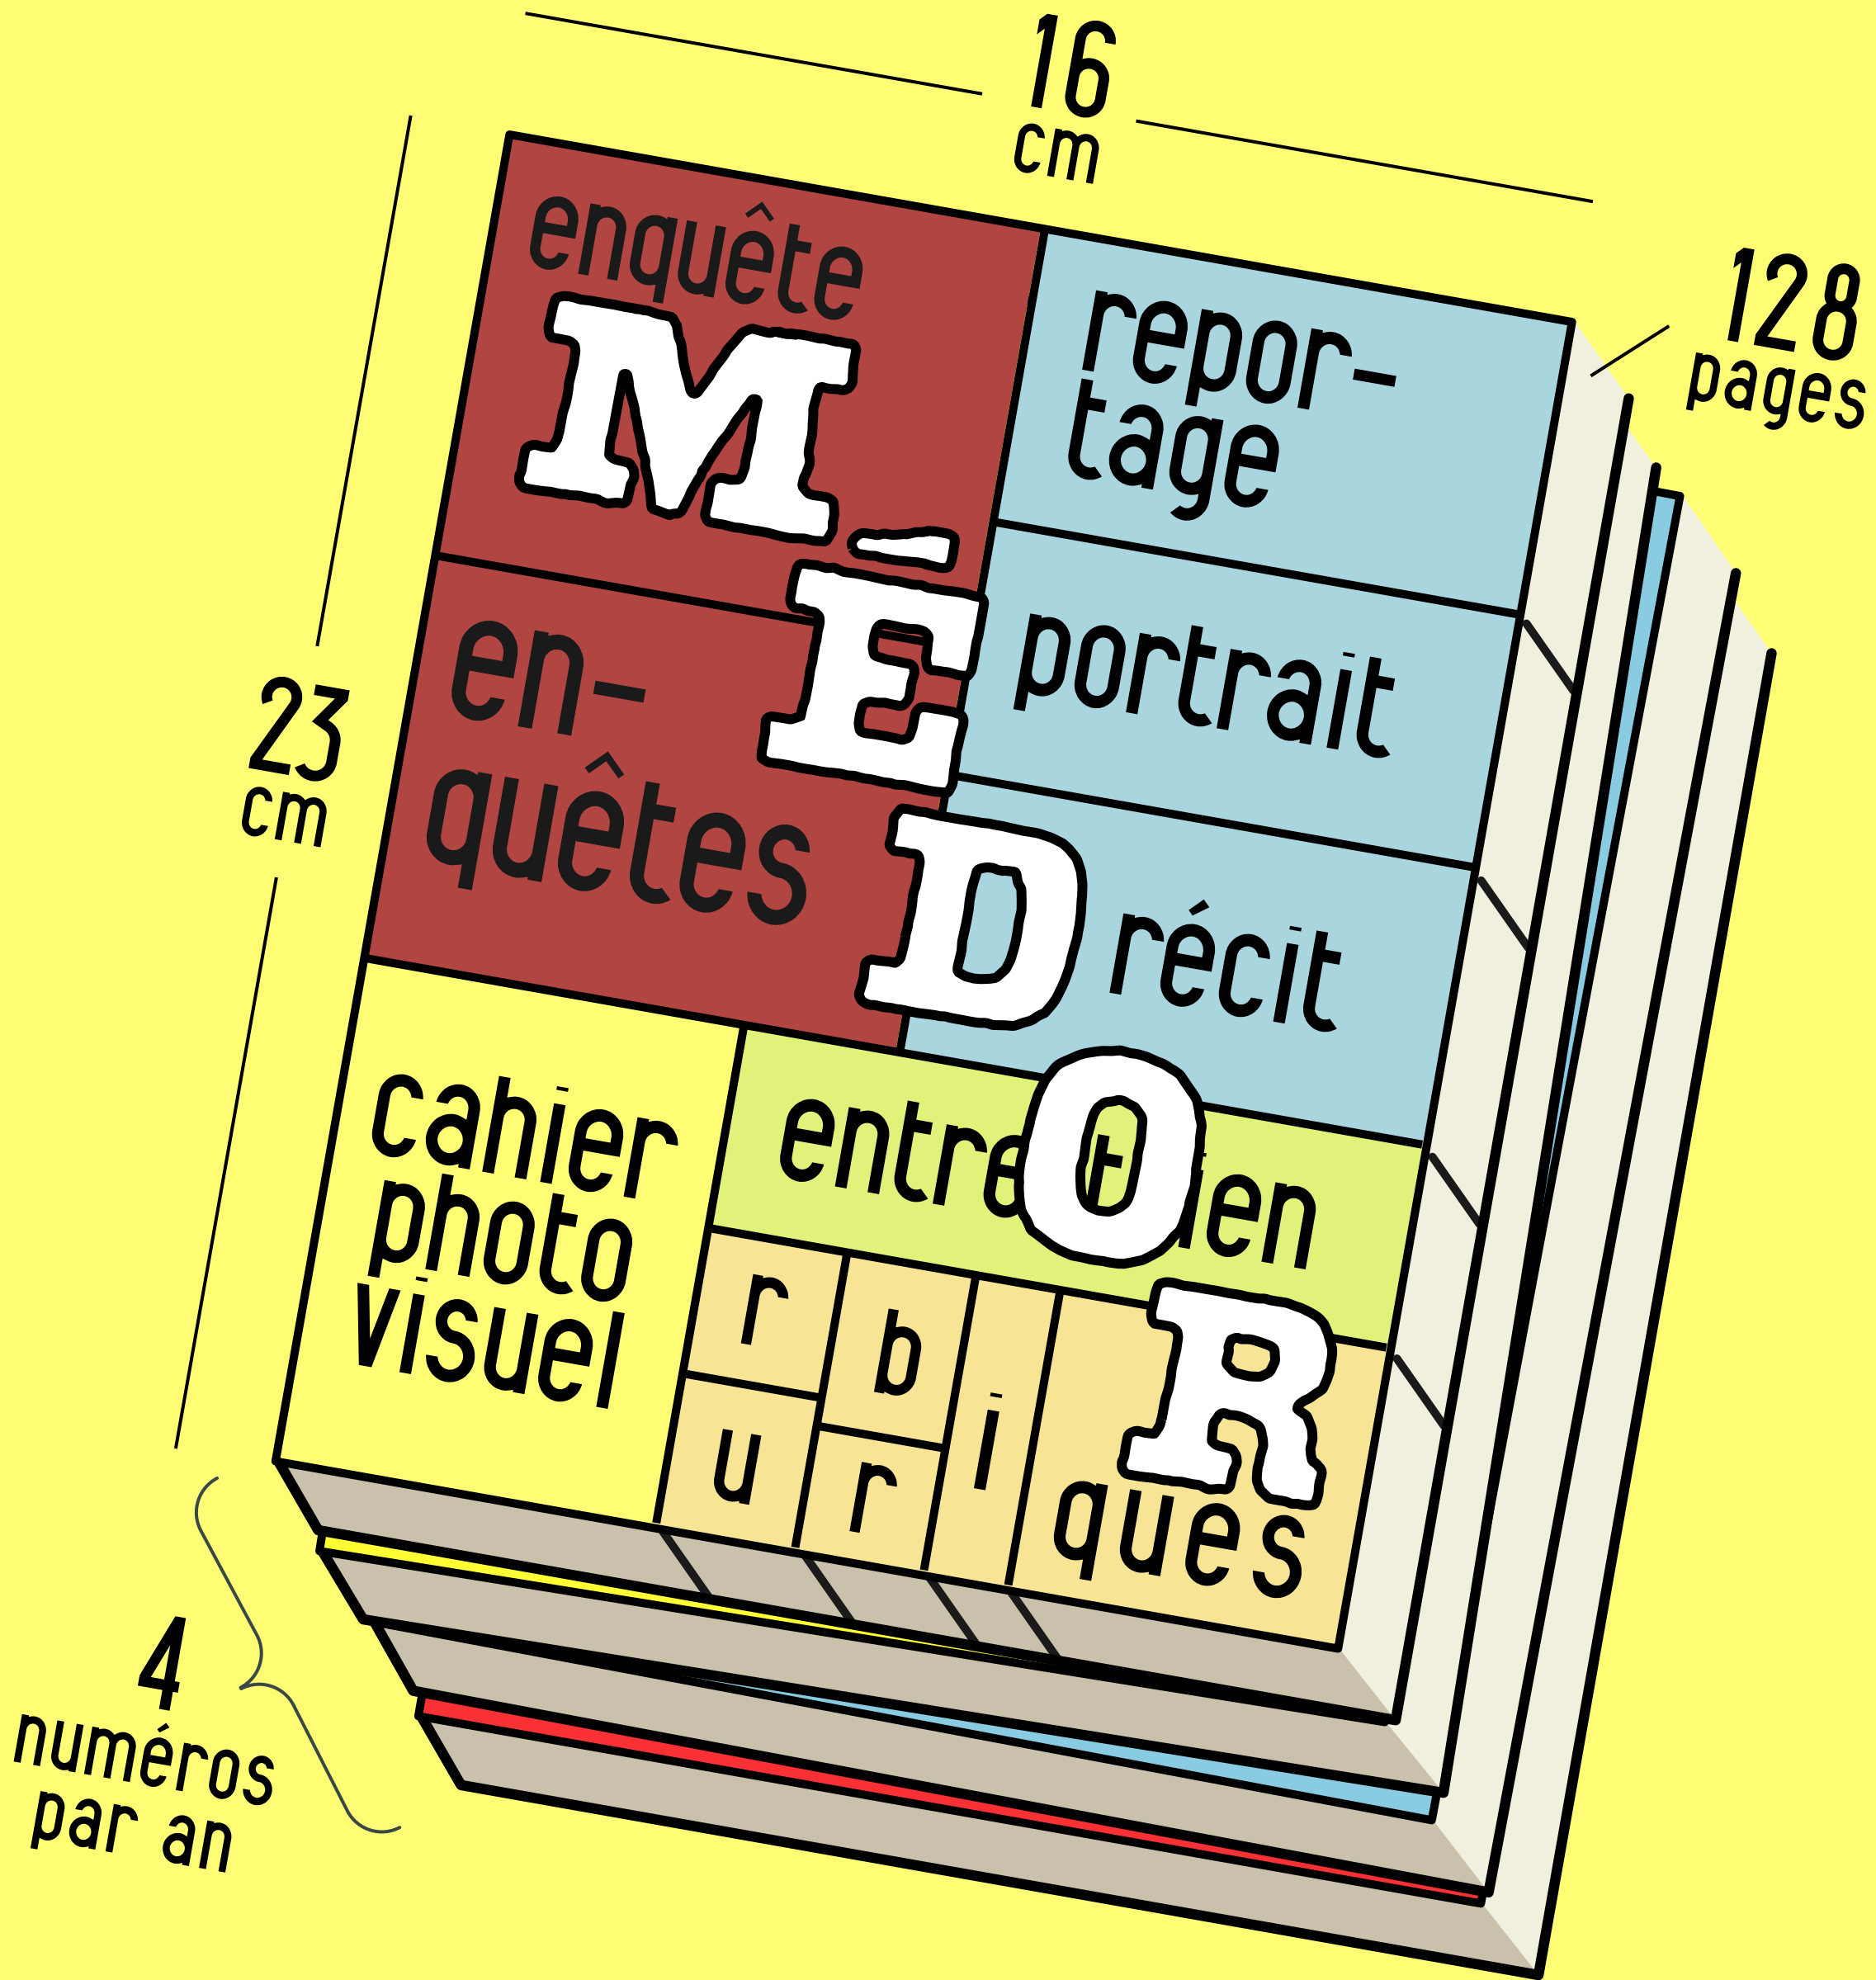 16
cm
128
pages
23
cm
enquête
en-
quêtes
MÉDOR
repor-
tage
portrait
récit
cahier
photo
visuel
entretien
rubriques
4
numéros
par an